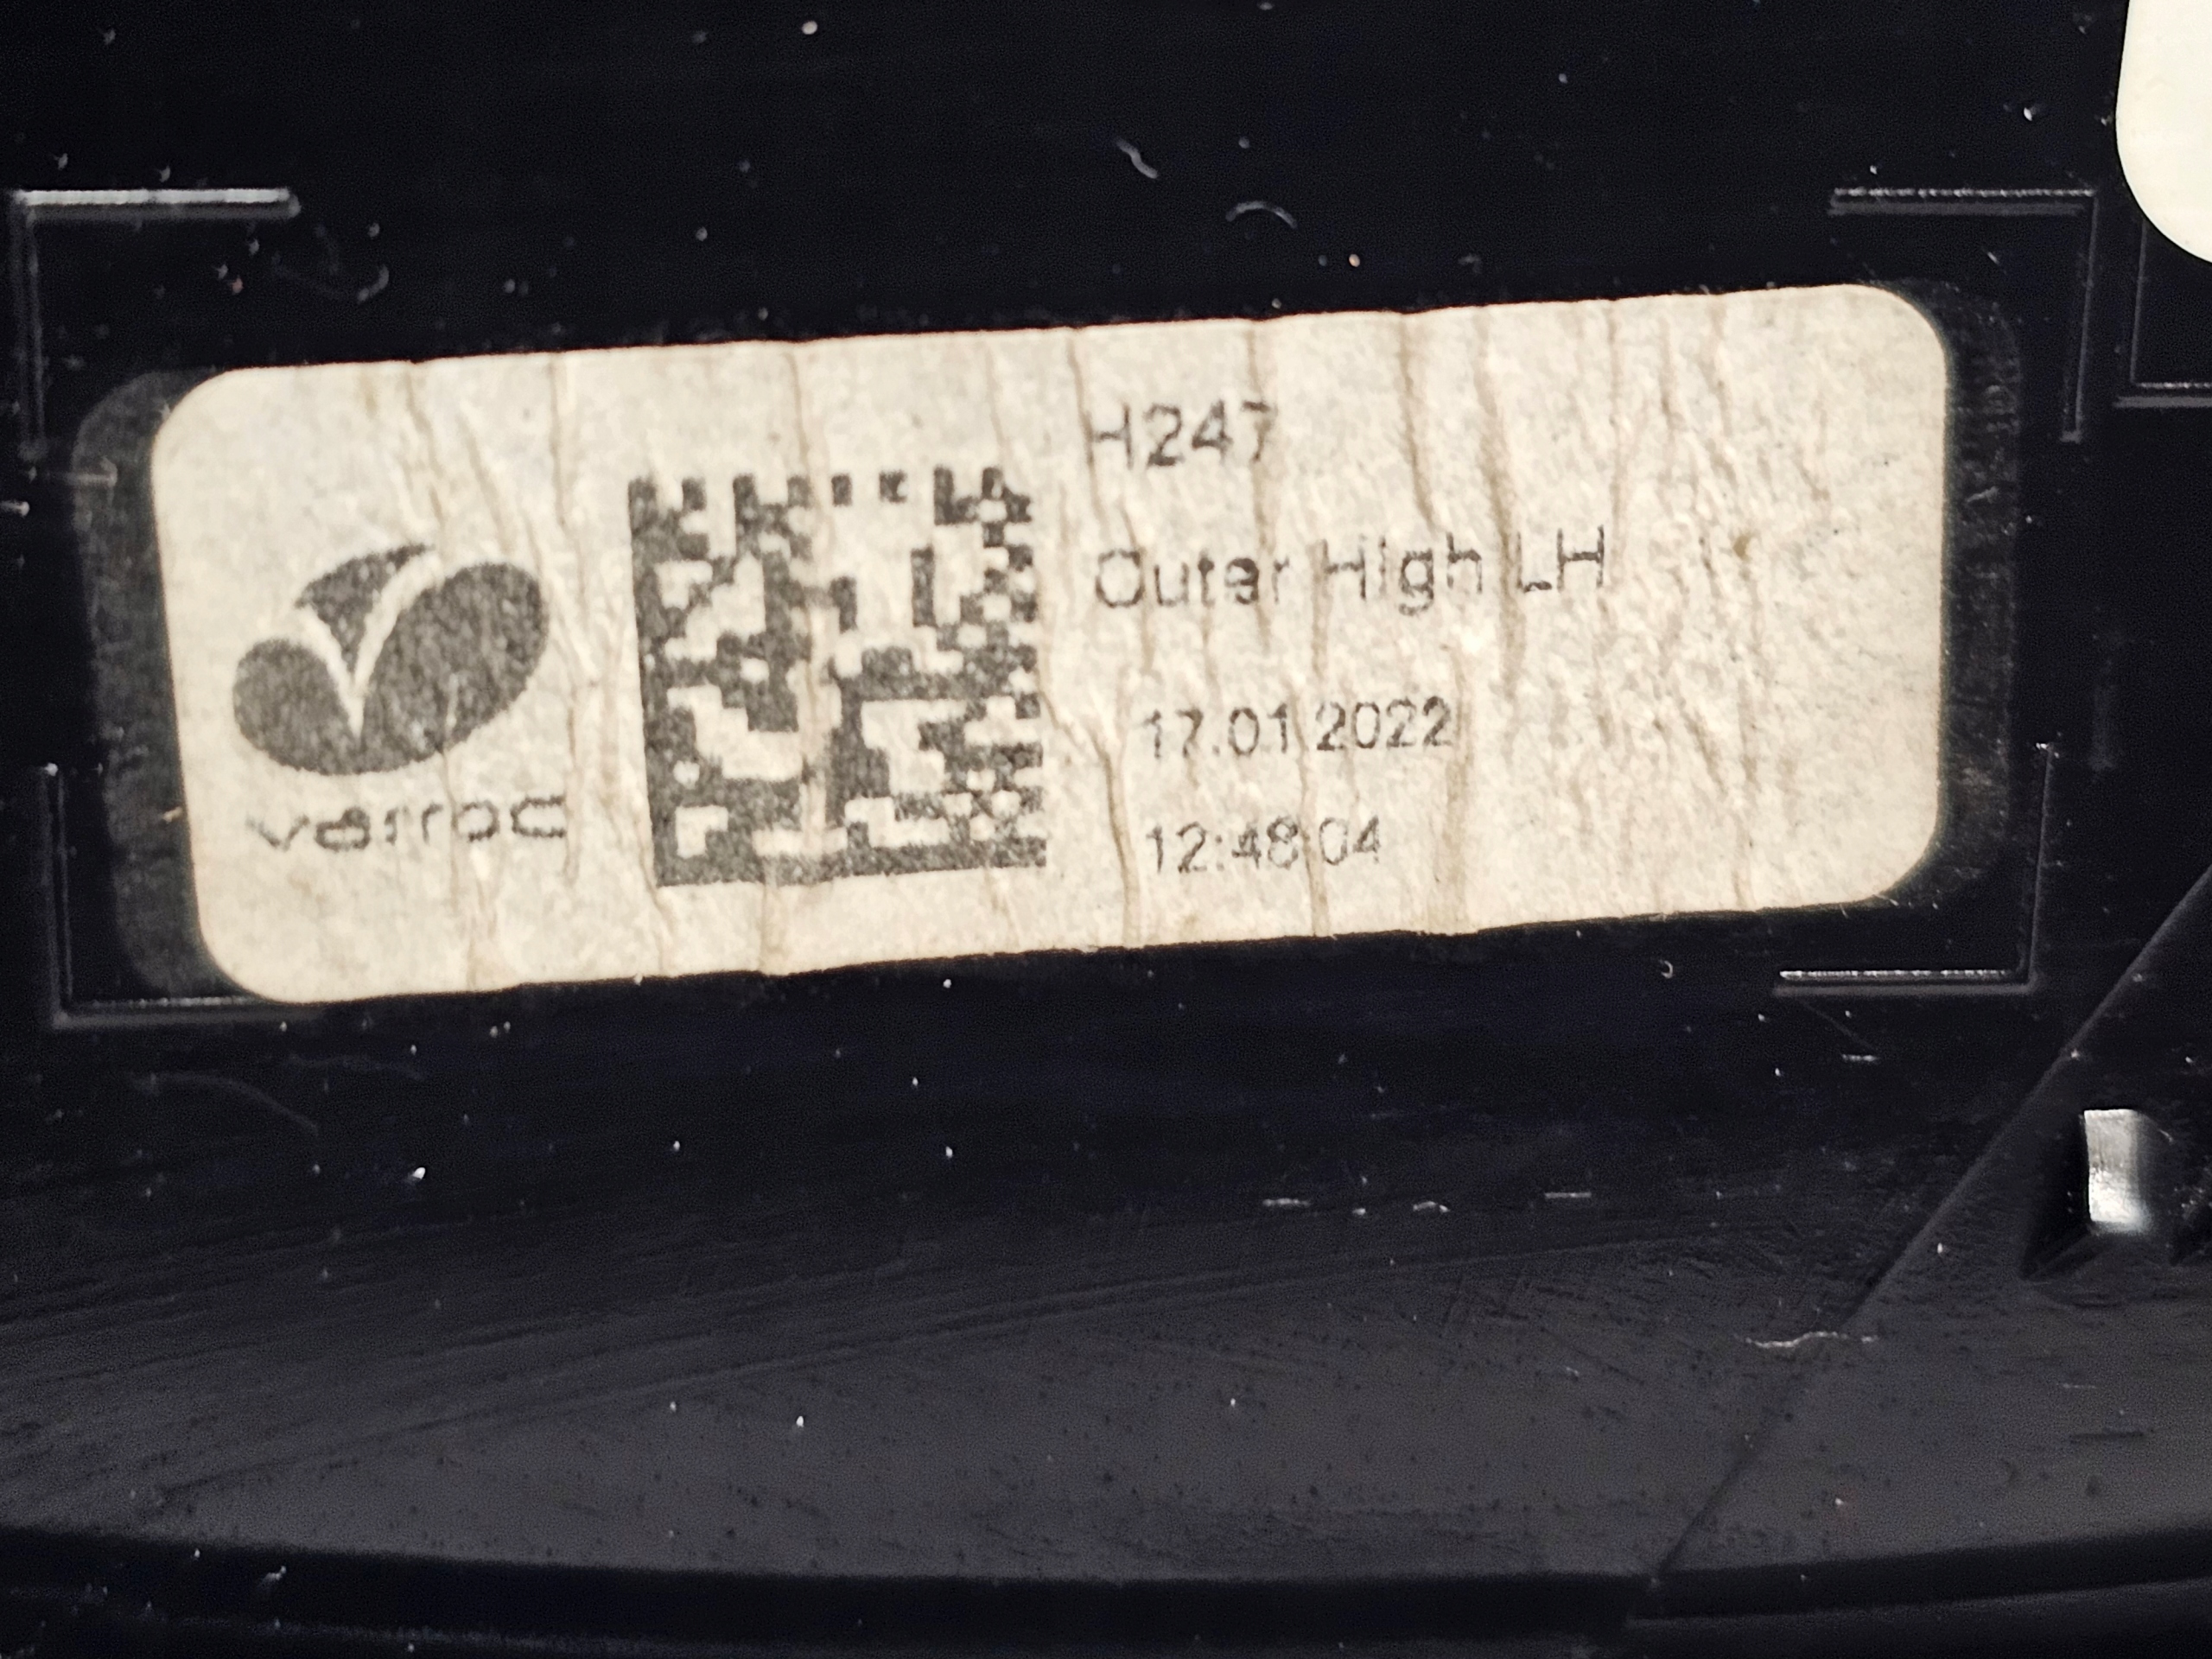 H247
Outer High LH
17.01.2022
12:48:04
varroc